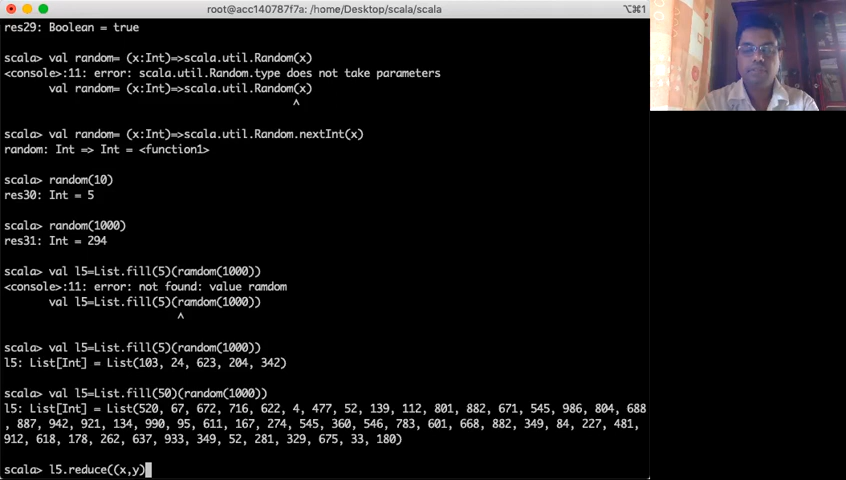 root@acc140787f7a: /home/Desktop/scala/scala
⌥⌘1
res29: Boolean = true
scala> val random= (x:Int)=>scala.util.Random(x)
<console>:11: error: scala.util.Random.type does not take parameters
val random= (x:Int)=>scala.util.Random(x)
^
scala> val random= (x:Int)=>scala.util.Random.nextInt(x)
random: Int => Int = <function1>
scala> random(10)
res30: Int = 5
scala> random(1000)
res31: Int = 294
scala> val l5=List.fill(5)(ramdom(1000))
<console>:11: error: not found: value ramdom
val l5=List.fill(5)(ramdom(1000))
^
scala> val l5=List.fill(5)(random(1000))
l5: List[Int] = List(103, 24, 623, 204, 342)
scala> val l5=List.fill(50)(random(1000))
l5: List[Int] = List(520, 67, 672, 716, 622, 4, 477, 52, 139, 112, 801, 882, 671, 545, 986, 804, 688
, 887, 942, 921, 134, 990, 95, 611, 167, 274, 545, 360, 546, 783, 601, 668, 882, 349, 84, 227, 481,
912, 618, 178, 262, 637, 933, 349, 52, 281, 329, 675, 33, 180)
scala> l5.reduce((x,y)